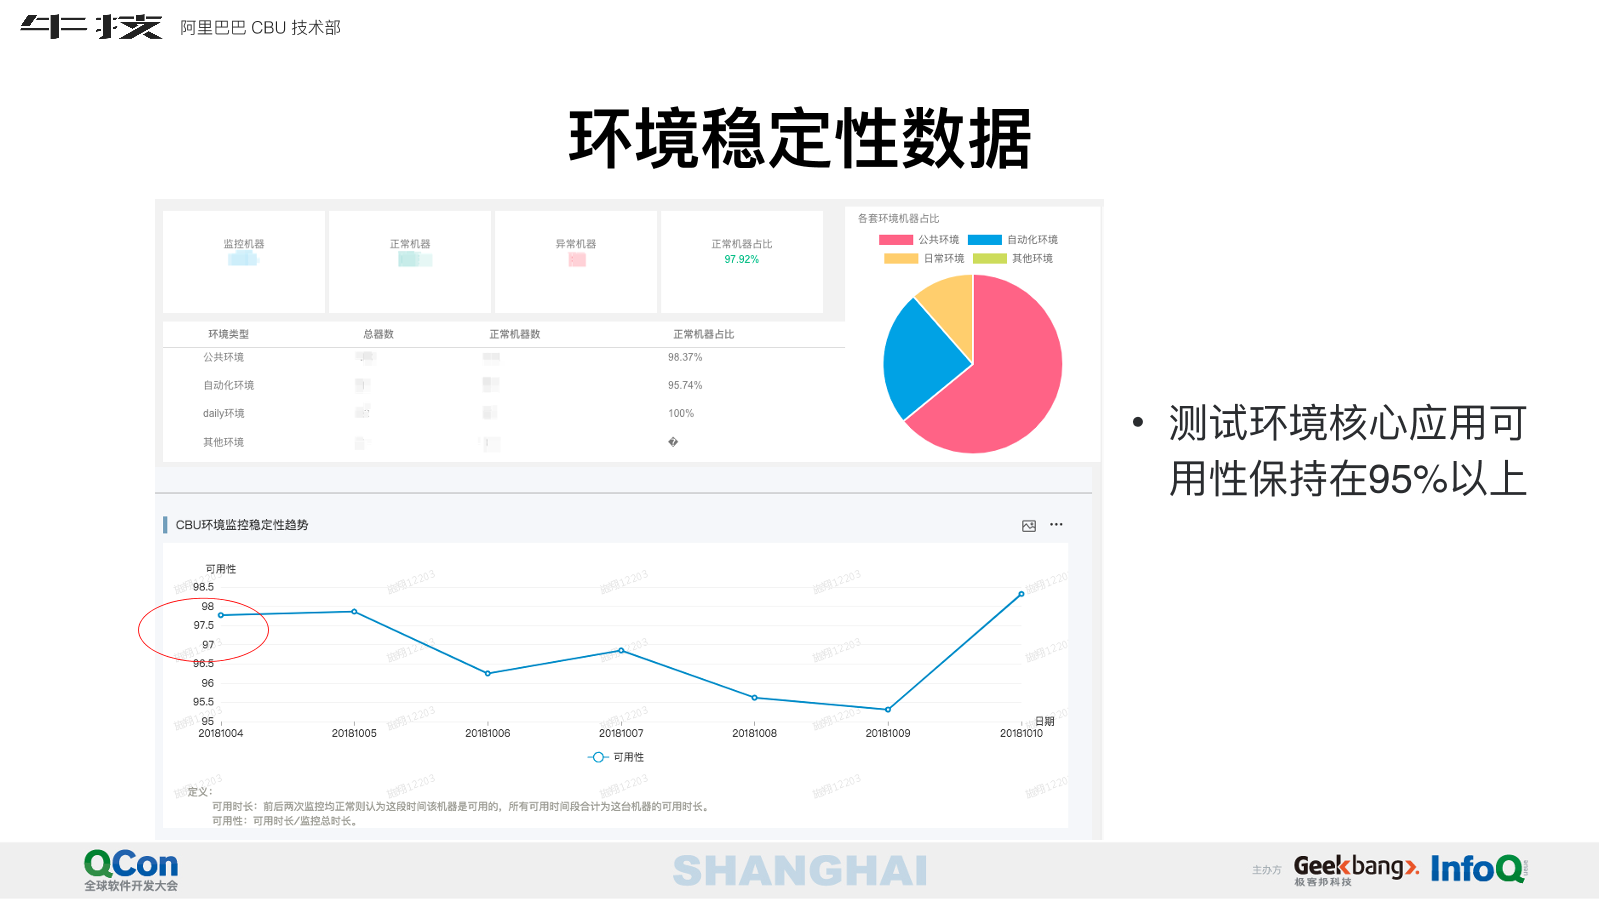 牛技 阿里巴巴 CBU 技术部
环境稳定性数据
监控机器
正常机器
异常机器
正常机器占比
97.92%
各套环境机器占比
公共环境 自动化环境
日常环境 其他环境
环境类型 总器数 正常机器数 正常机器占比
公共环境 98.37%
自动化环境 95.74%
daily环境 100%
其他环境 �
• 测试环境核心应用可
用性保持在95%以上
CBU环境监控稳定性趋势
可用性
98.5
98
97.5
97
96.5
96
95.5
95
日期
20181004 20181005 20181006 20181007 20181008 20181009 20181010
可用性
定义：
可用时长：前后两次监控均正常则认为这段时间该机器是可用的，所有可用时间段合计为这台机器的可用时长。
可用性：可用时长/监控总时长。
QCon
全球软件开发大会
SHANGHAI
主办方
Geekbang>.
极客邦科技
InfoQ